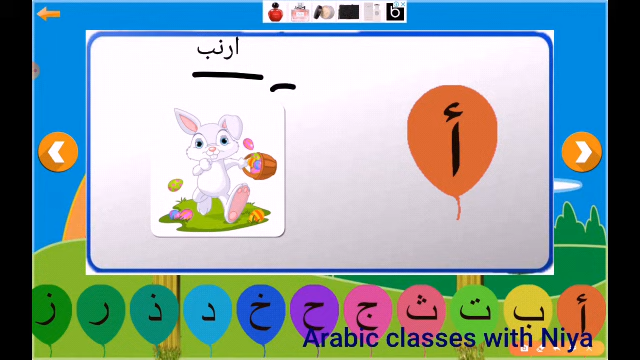 ارنب
أ
أ ب ت ث ج ح خ د ذ ر ز
Arabic classes with Niya